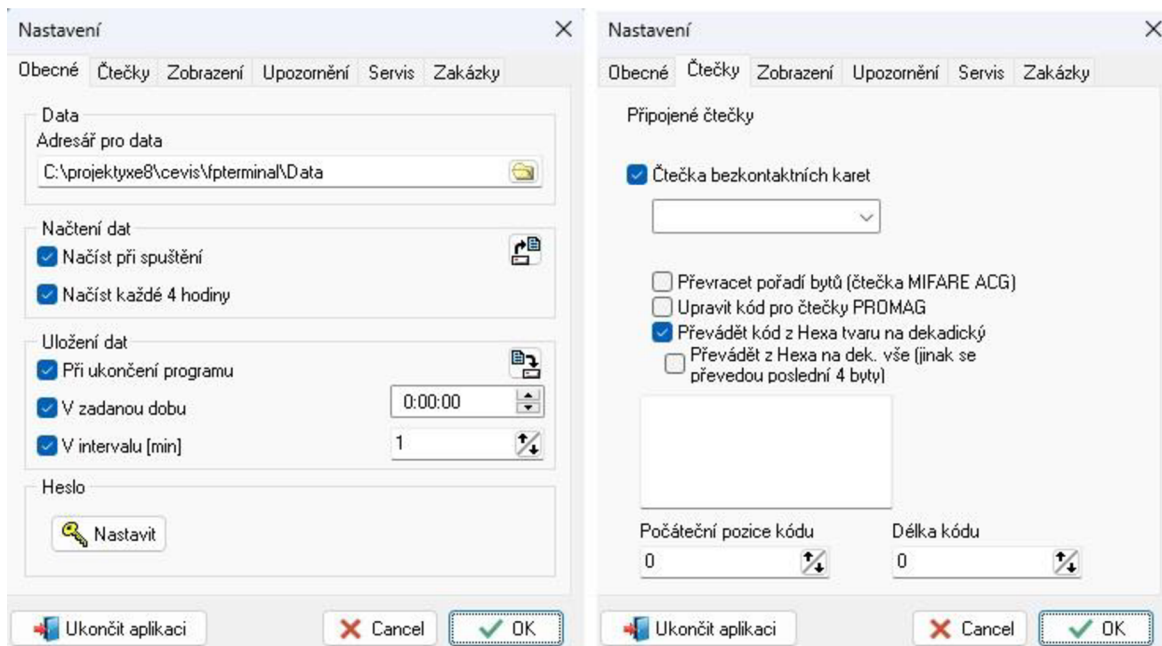 Nastavení
Obecné Čtečky Zobrazení Upozornění Servis Zakázky
Data
Adresář pro data
C:\projektyxe8\cevis\fpterminal\Data
Načtení dat
Načíst při spuštění
Načíst každé 4 hodiny
Uložení dat
Při ukončení programu
V zadanou dobu 0:00:00
V intervalu [min] 1
Heslo
Nastavit
Ukončit aplikaci Cancel OK
Nastavení
Obecné Čtečky Zobrazení Upozornění Servis Zakázky
Připojené čtečky
Čtečka bezkontaktních karet
Převracet pořadí bytů (čtečka MIFARE ACG)
Upravit kód pro čtečky PROMAG
Převádět kód z Hexa tvaru na dekadický
Převádět z Hexa na dek. vše (jinak se
převedou poslední 4 byty)
Počáteční pozice kódu Délka kódu
0 0
Ukončit aplikaci Cancel OK